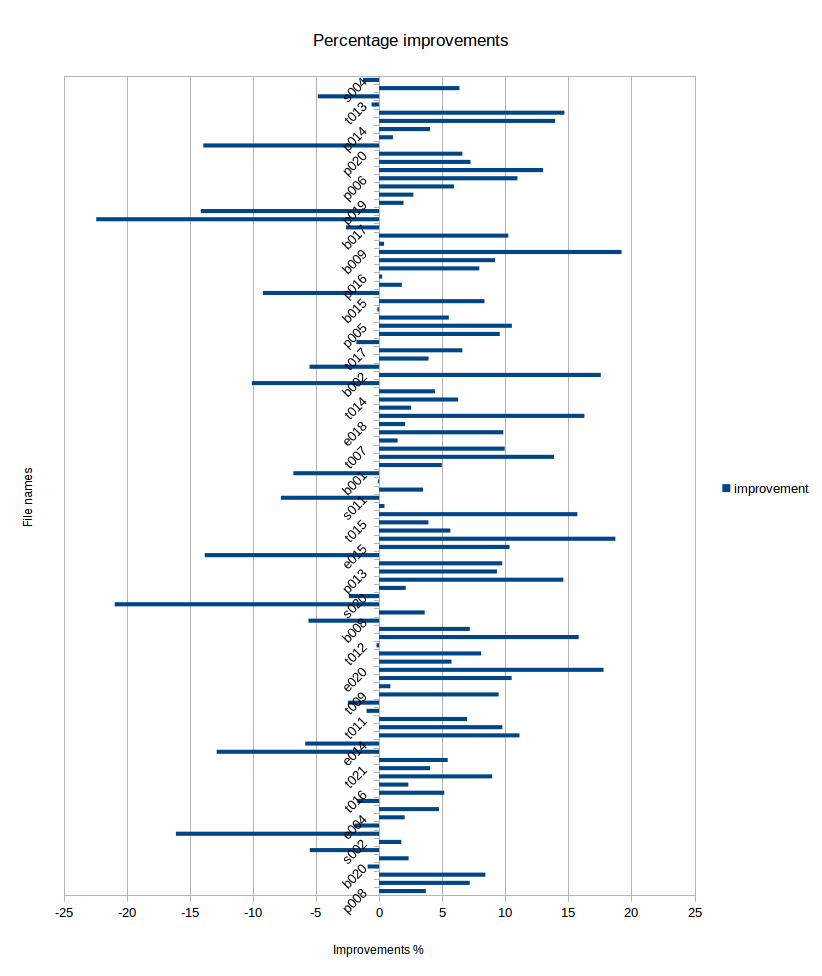 Percentage improvements
s004
t013
p014
p020
p006
p019
b017
b009
p016
b015
p005
t017
b002
t014
e018
t007
b001
s011
t015
e015
p013
s020
b008
t012
e020
t009
t011
e014
t021
t016
e004
s002
b020
p008
File names
improvement
-25 -20 -15 -10 -5 0 5 10 15 20 25
Improvements %